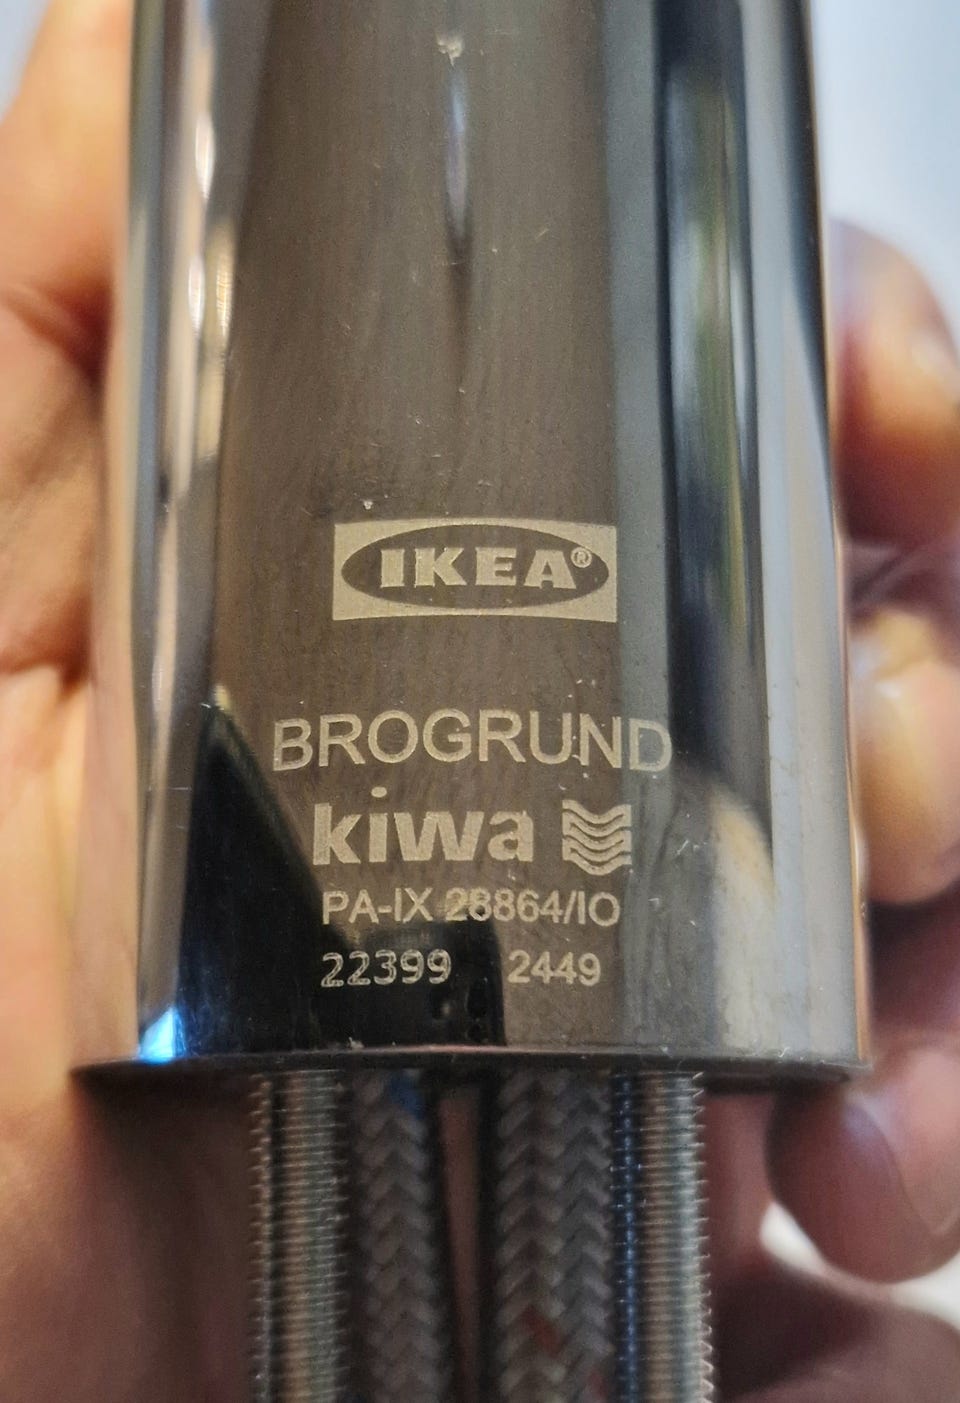 IKEA®
BROGRUND
kiwa
PA-IX 28864/IO
22399 2449